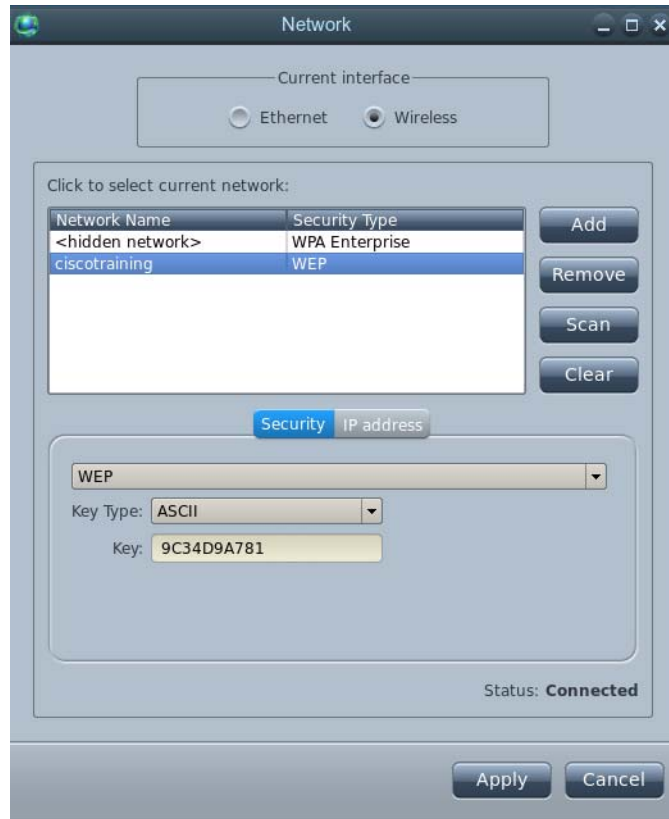 Network
Current interface
Ethernet Wireless
Click to select current network:
Network Name Security Type
<hidden network> WPA Enterprise
ciscotraining WEP
Add
Remove
Scan
Clear
Security IP address
WEP
Key Type: ASCII
Key: 9C34D9A781
Status: Connected
Apply Cancel